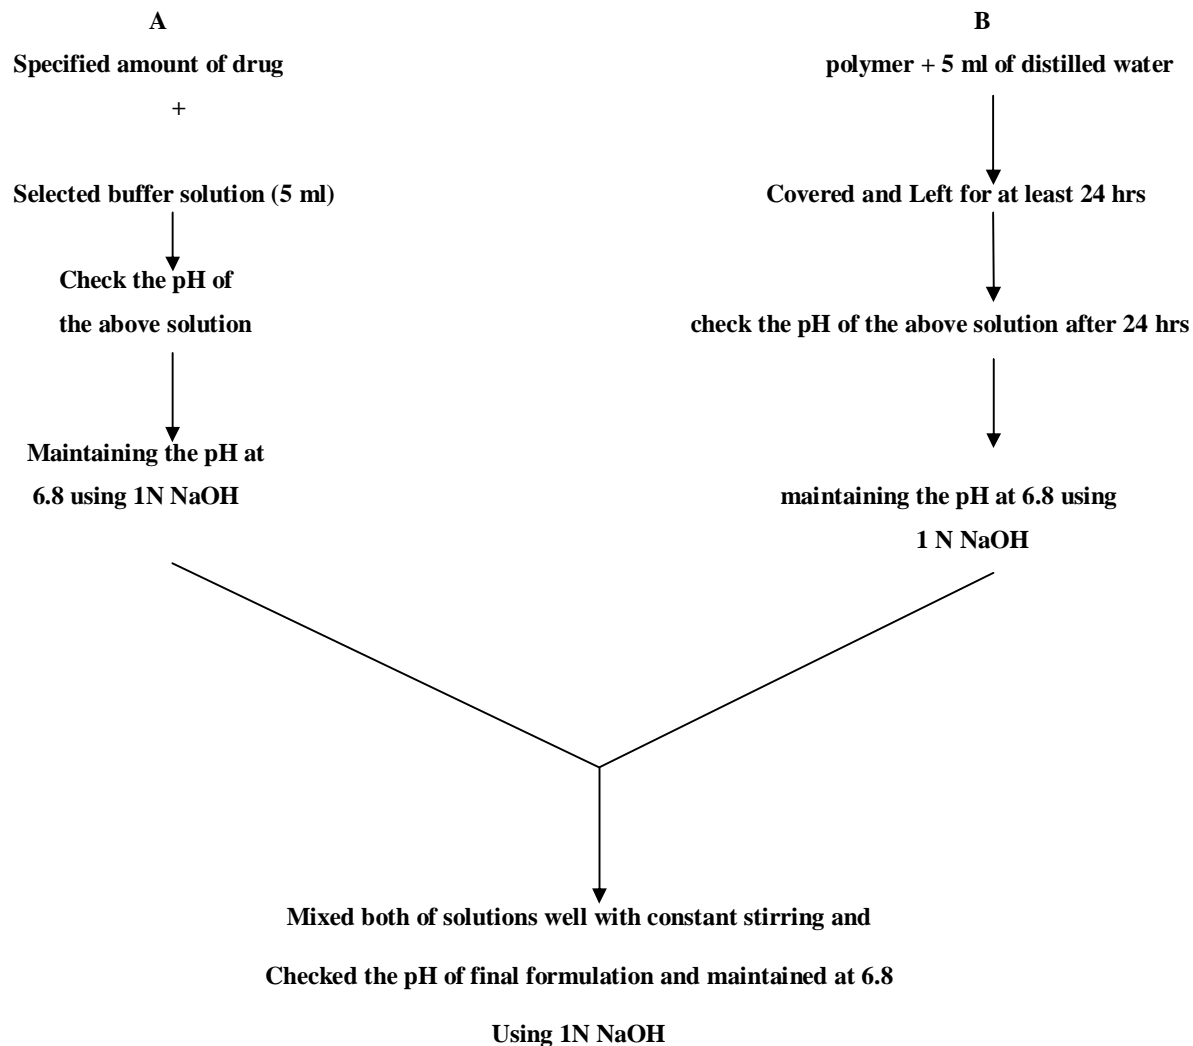 A
Specified amount of drug
+
Selected buffer solution (5 ml)
Check the pH of
the above solution
Maintaining the pH at
6.8 using 1N NaOH
B
polymer + 5 ml of distilled water
Covered and Left for at least 24 hrs
check the pH of the above solution after 24 hrs
maintaining the pH at 6.8 using
1 N NaOH
Mixed both of solutions well with constant stirring and
Checked the pH of final formulation and maintained at 6.8
Using 1N NaOH